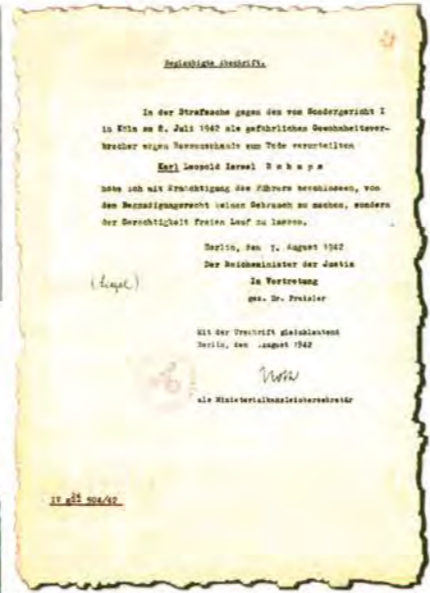 Beglaubigte Abschrift.
In der Strafsache gegen den vom Sondergericht I
in Köln am 8. Juli 1942 als gefährlichen Gewohnheitsver-
brecher wegen Rassenschande zum Tode verurteilten
Karl Leopold Israel
habe ich mit Ermächtigung des Führers beschlossen, von
dem Begnadigungsrecht keinen Gebrauch zu machen, sondern
der Gerechtigkeit freien Lauf zu lassen.
Berlin, den 7. August 1942
Der Reichsminister der Justiz
In Vertretung
gez. Dr. Freisler
(Siegel)
Mit der Urschrift gleichlautend
Berlin, den August 1942
als Ministerialkanzleisekretär
504/42